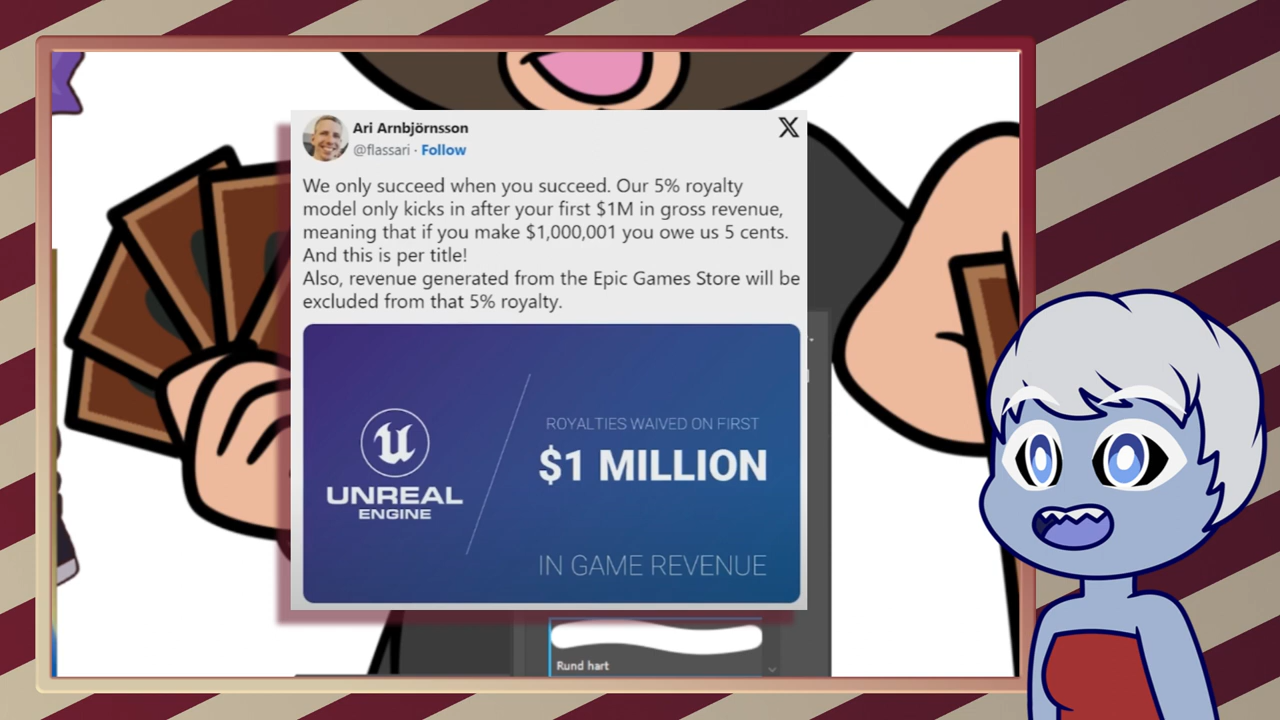 Ari Arnbjörnsson
@flassari · Follow
We only succeed when you succeed. Our 5% royalty
model only kicks in after your first $1M in gross revenue,
meaning that if you make $1,000,001 you owe us 5 cents.
And this is per title!
Also, revenue generated from the Epic Games Store will be
excluded from that 5% royalty.
UNREAL
ENGINE
ROYALTIES WAIVED ON FIRST
$1 MILLION
IN GAME REVENUE
Rund hart